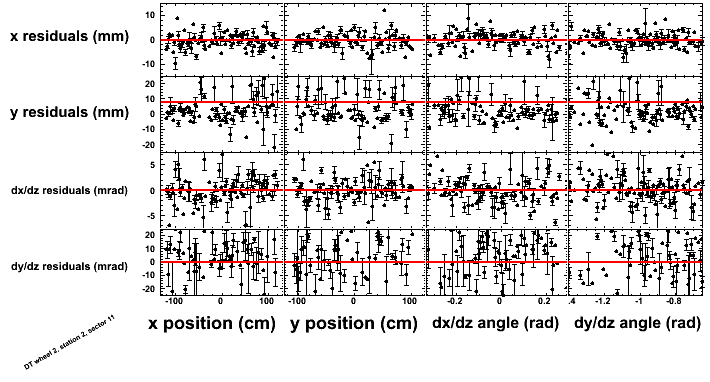 x residuals (mm)
10
0
-10
y residuals (mm)
20
10
0
-10
-20
dx/dz residuals (mrad)
5
0
-5
dy/dz residuals (mrad)
20
10
0
-10
-20
-100 0 100 -100 0 100 -0.2 0 0.2 .4 -1.2 -1 -0.8
x position (cm) y position (cm) dx/dz angle (rad) dy/dz angle (rad)
DT wheel 2, station 2, sector 11